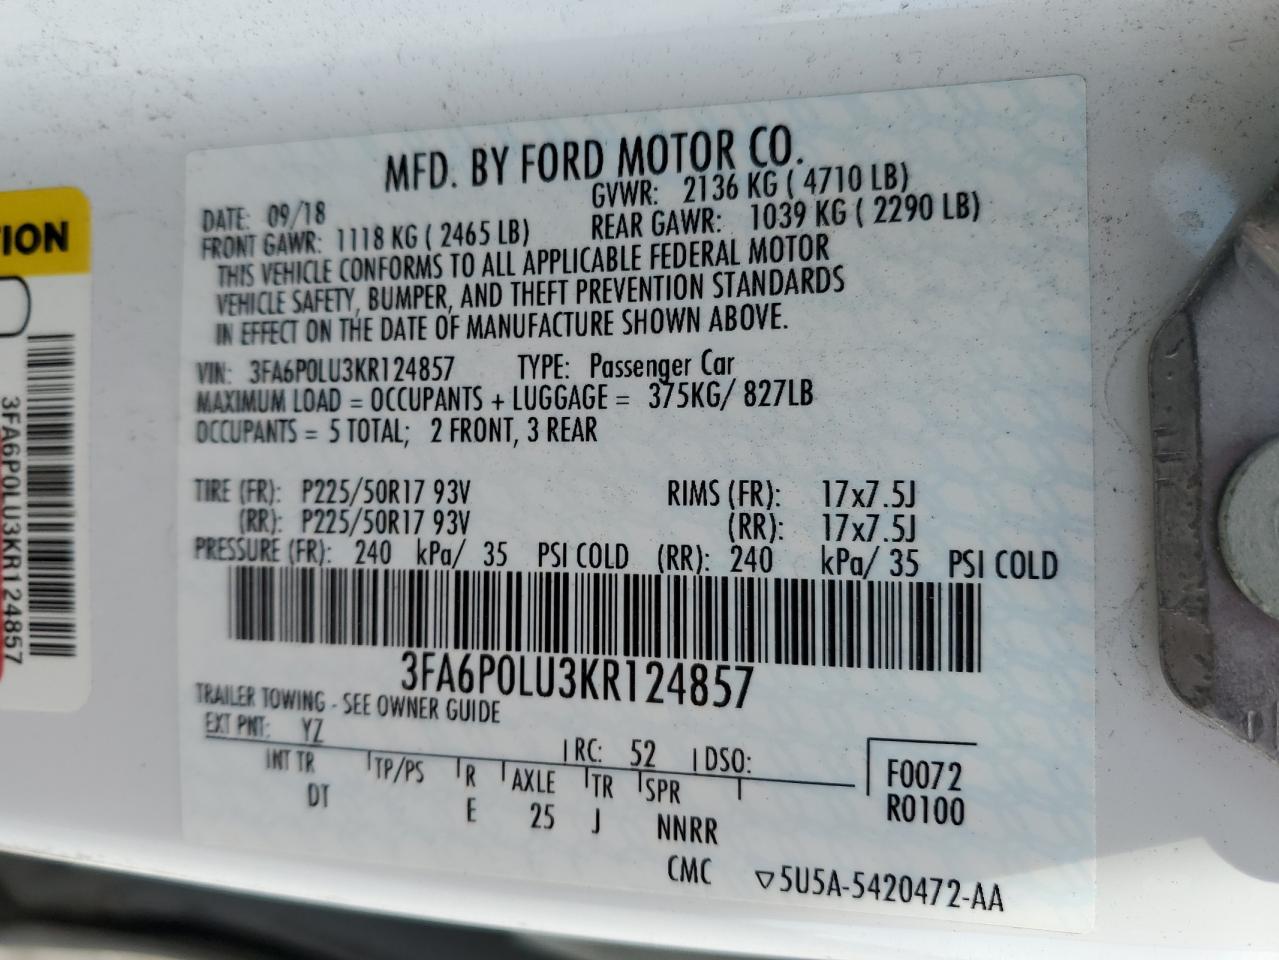 MFD. BY FORD MOTOR CO.
DATE: 09/18 GVWR: 2136 KG ( 4710 LB)
FRONT GAWR: 1118 KG ( 2465 LB) REAR GAWR: 1039 KG ( 2290 LB)
THIS VEHICLE CONFORMS TO ALL APPLICABLE FEDERAL MOTOR
VEHICLE SAFETY, BUMPER, AND THEFT PREVENTION STANDARDS
IN EFFECT ON THE DATE OF MANUFACTURE SHOWN ABOVE.
VIN: 3FA6P0LU3KR124857 TYPE: Passenger Car
MAXIMUM LOAD = OCCUPANTS + LUGGAGE = 375KG/ 827LB
OCCUPANTS = 5 TOTAL; 2 FRONT, 3 REAR
TIRE (FR): P225/50R17 93V RIMS (FR): 17x7.5J
(RR): P225/50R17 93V (RR): 17x7.5J
PRESSURE (FR): 240 kPa/ 35 PSI COLD (RR): 240 kPa/ 35 PSI COLD
3FA6P0LU3KR124857
TRAILER TOWING - SEE OWNER GUIDE
EXT PNT: YZ RC: 52 DSO:
INT TR TP/PS R AXLE TR SPR F0072
DT E 25 J NNRR R0100
CMC ▽5U5A-5420472-AA
TION
3FA6P0LU3KR124857